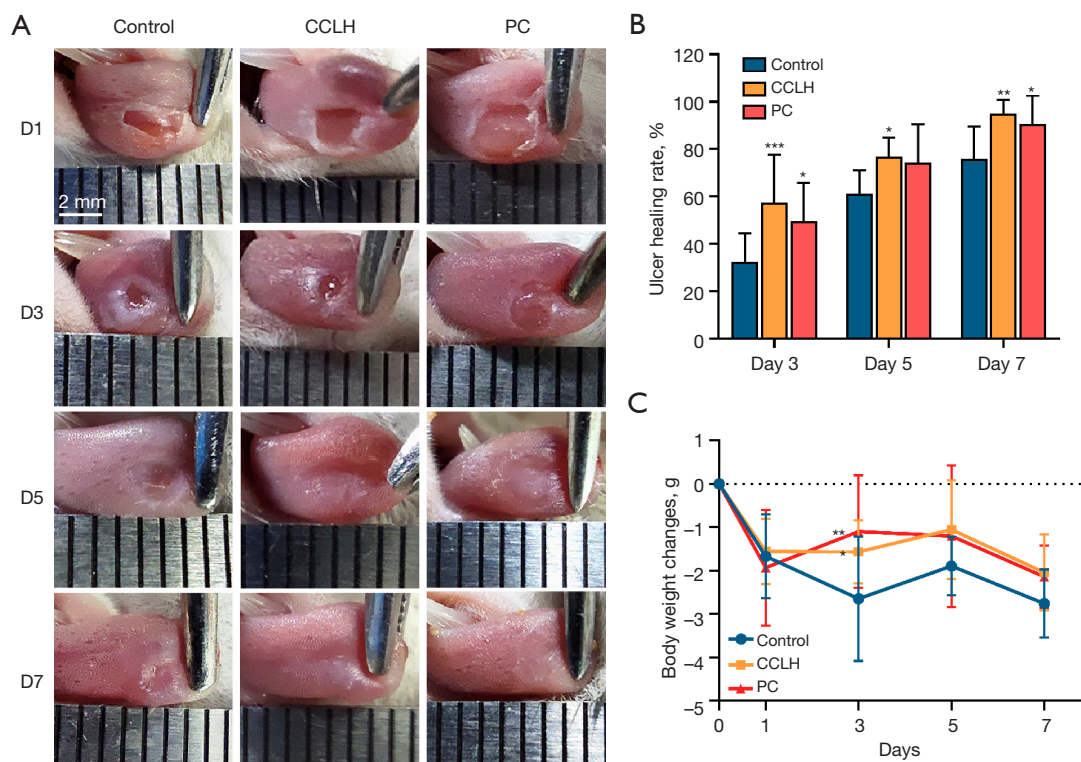 A
Control CCLH PC
D1
2 mm
D3
D5
D7
B
Ulcer healing rate, %
120
100
80
60
40
20
0
Control
CCLH
PC
***
*
*
**
*
Day 3 Day 5 Day 7
C
Body weight changes, g
1
0
−1
−2
−3
−4
−5
**
*
Control
CCLH
PC
0 1 3 5 7
Days